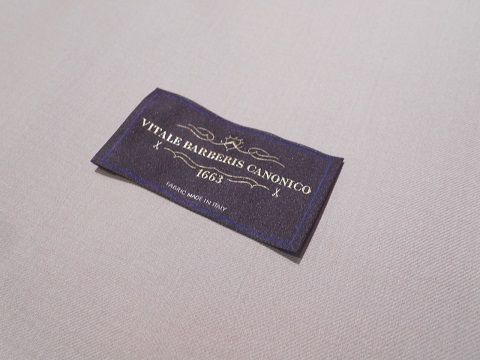 VITALE BARBERIS CANONICO
1663
FABRIC MADE IN ITALY